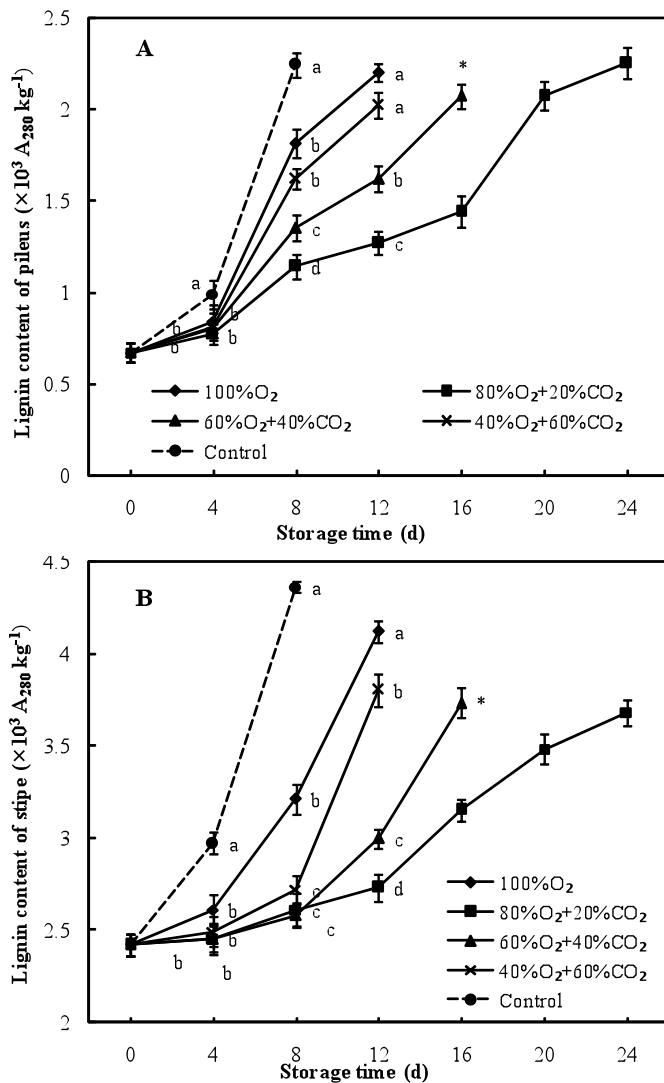 2.5
A
a
*
a
2
a
b
b
b
1.5
c
c
d
a
1
b
b
b
b
0.5
100%O₂
80%O₂+20%CO₂
60%O₂+40%CO₂
40%O₂+60%CO₂
Control
0
0 4 8 12 16 20 24
Storage time (d)
Lignin content of pileus (×10³ A₂₈₀ kg⁻¹)
4.5
B
a
a
4
b
*
3.5
b
c
3
a
d
c
b
c
2.5
b
c
b
b
100%O₂
80%O₂+20%CO₂
60%O₂+40%CO₂
40%O₂+60%CO₂
Control
2
0 4 8 12 16 20 24
Storage time (d)
Lignin content of stipe (×10³ A₂₈₀ kg⁻¹)